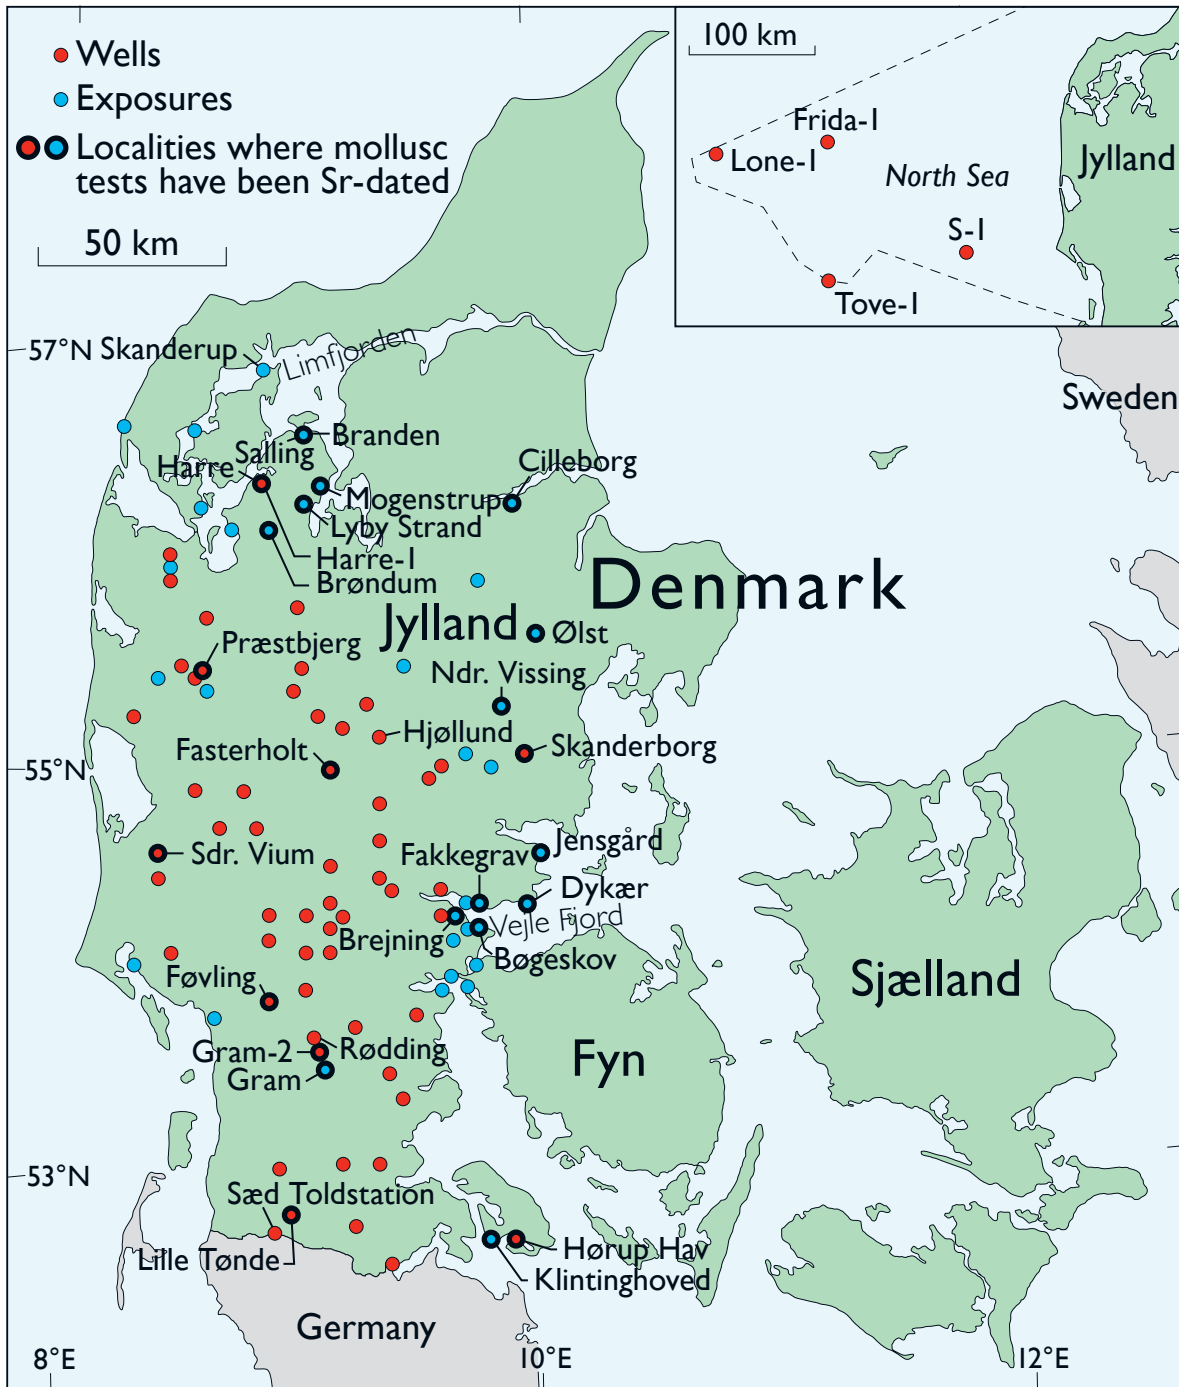 Wells
Exposures
Localities where mollusc
tests have been Sr-dated
50 km
100 km
Frida-1
Lone-1
North Sea
Jylland
S-1
Tove-1
57°N
Skanderup
Limfjorden
Sweden
Salling
Branden
Harre
Cilleborg
Mogenstrup
Lyby Strand
Harre-1
Brøndum
Denmark
Jylland
Ølst
Præstbjerg
Ndr. Vissing
Hjøllund
Skanderborg
Fasterholt
55°N
Sdr. Vium
Fakkegrav
Jensgård
Dykær
Vejle Fjord
Brejning
Bøgeskov
Føvling
Sjælland
Gram-2
Rødding
Fyn
Gram
53°N
Sæd Toldstation
Lille Tønde
Hørup Hav
Klintinghoved
Germany
8°E
10°E
12°E